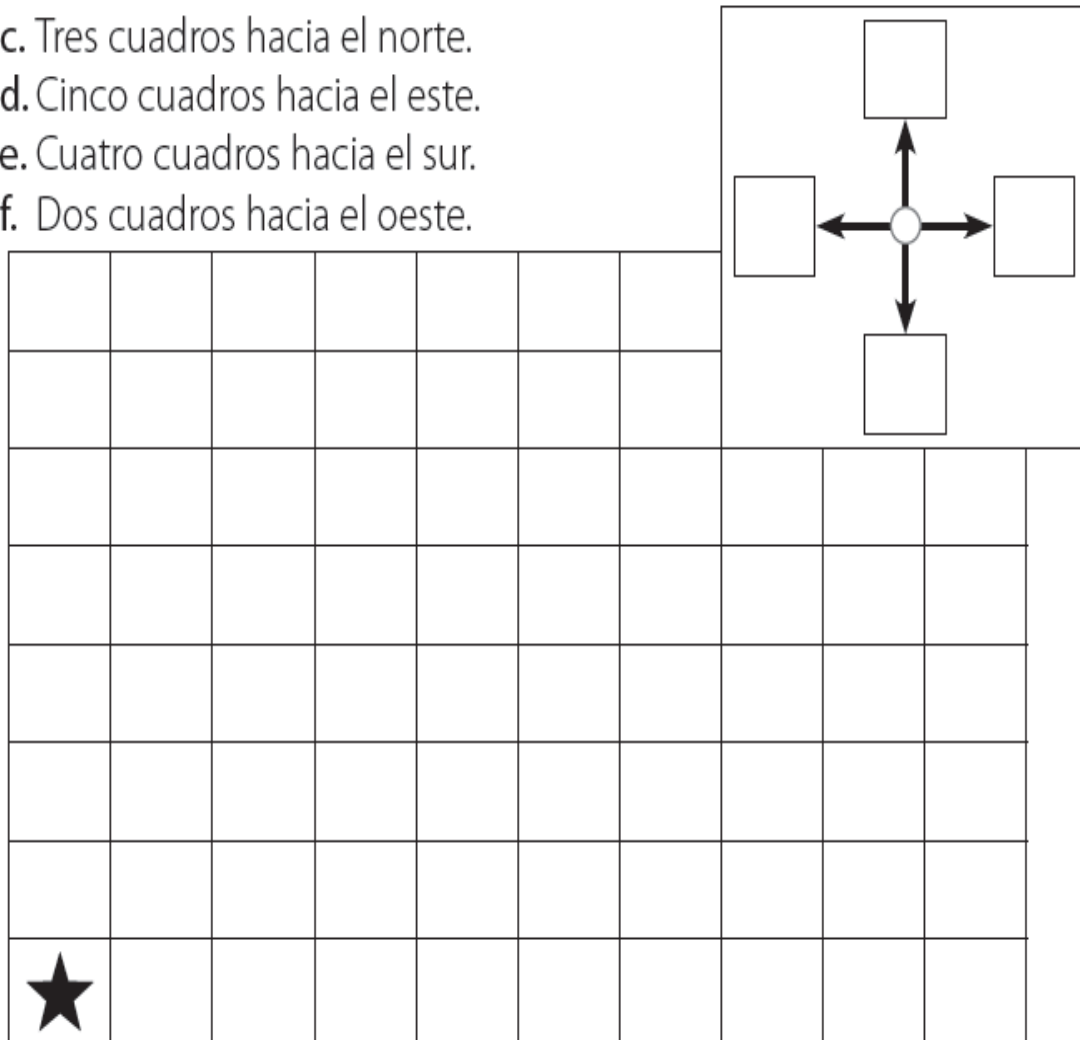 c. Tres cuadros hacia el norte.
d. Cinco cuadros hacia el este.
e. Cuatro cuadros hacia el sur.
f. Dos cuadros hacia el oeste.